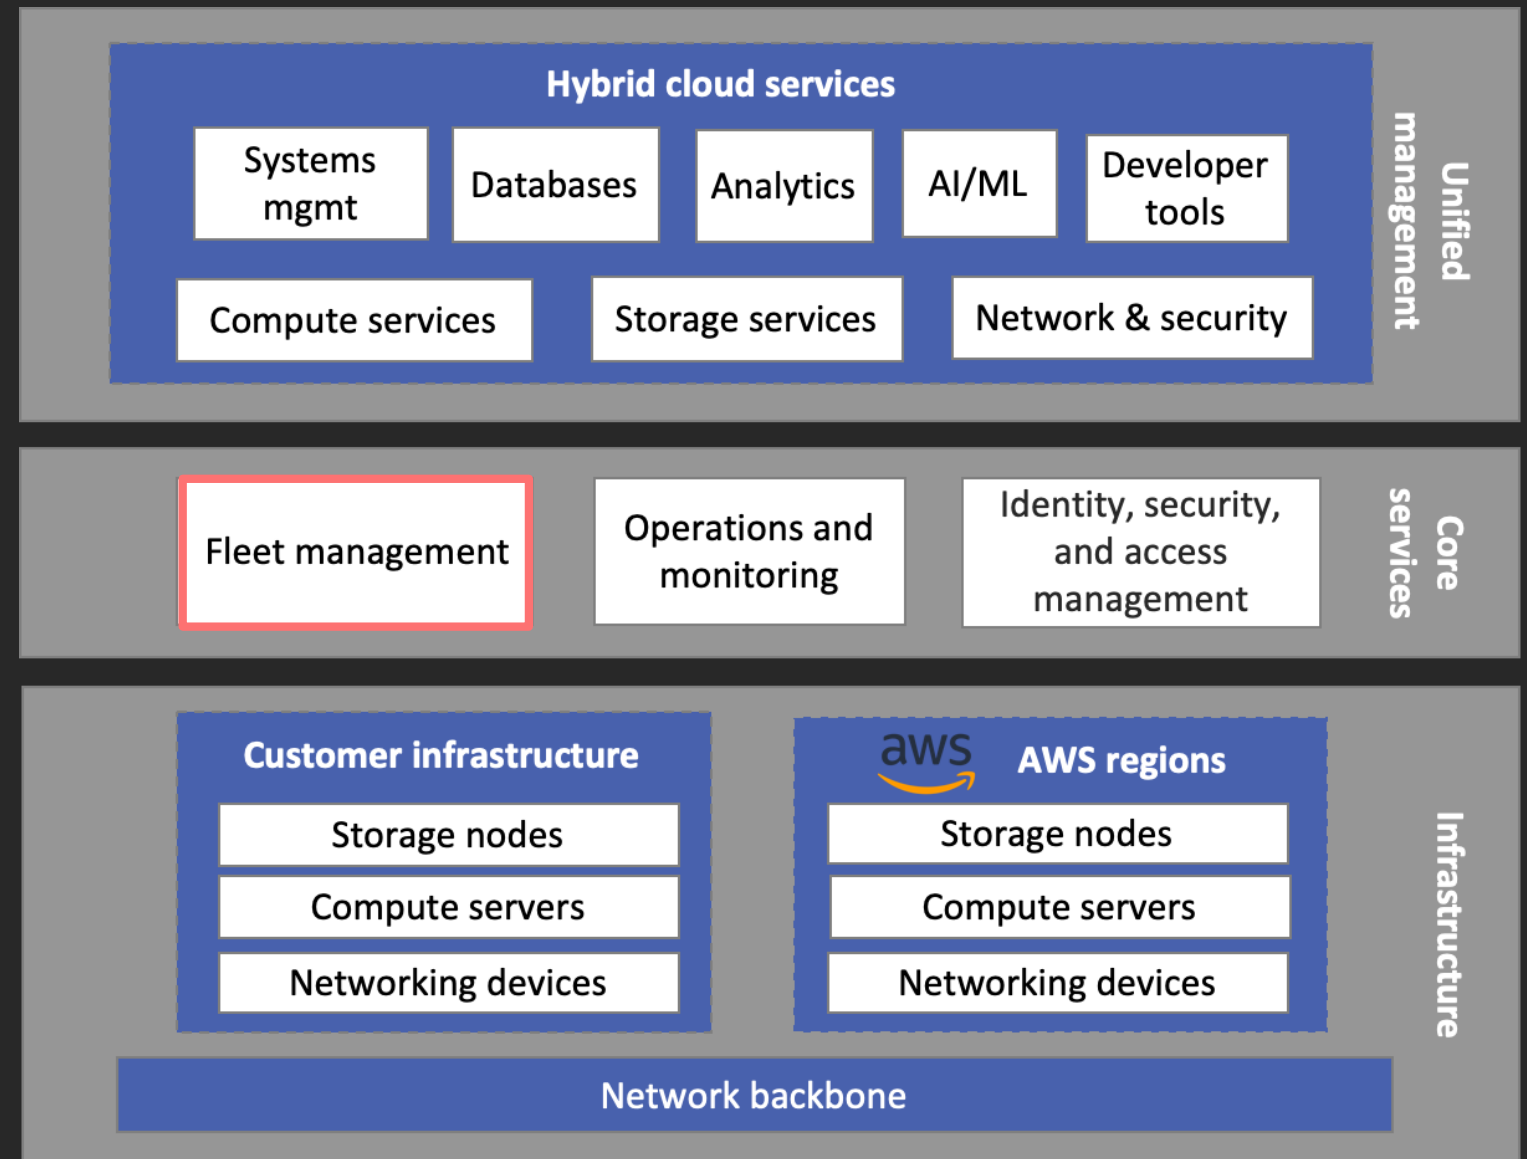 Hybrid cloud services
Systems
mgmt
Databases
Analytics
AI/ML
Developer
tools
Compute services
Storage services
Network & security
Unified
management
Fleet management
Operations and
monitoring
Identity, security,
and access
management
Core
services
Customer infrastructure
Storage nodes
Compute servers
Networking devices
aws
AWS regions
Storage nodes
Compute servers
Networking devices
Infrastructure
Network backbone